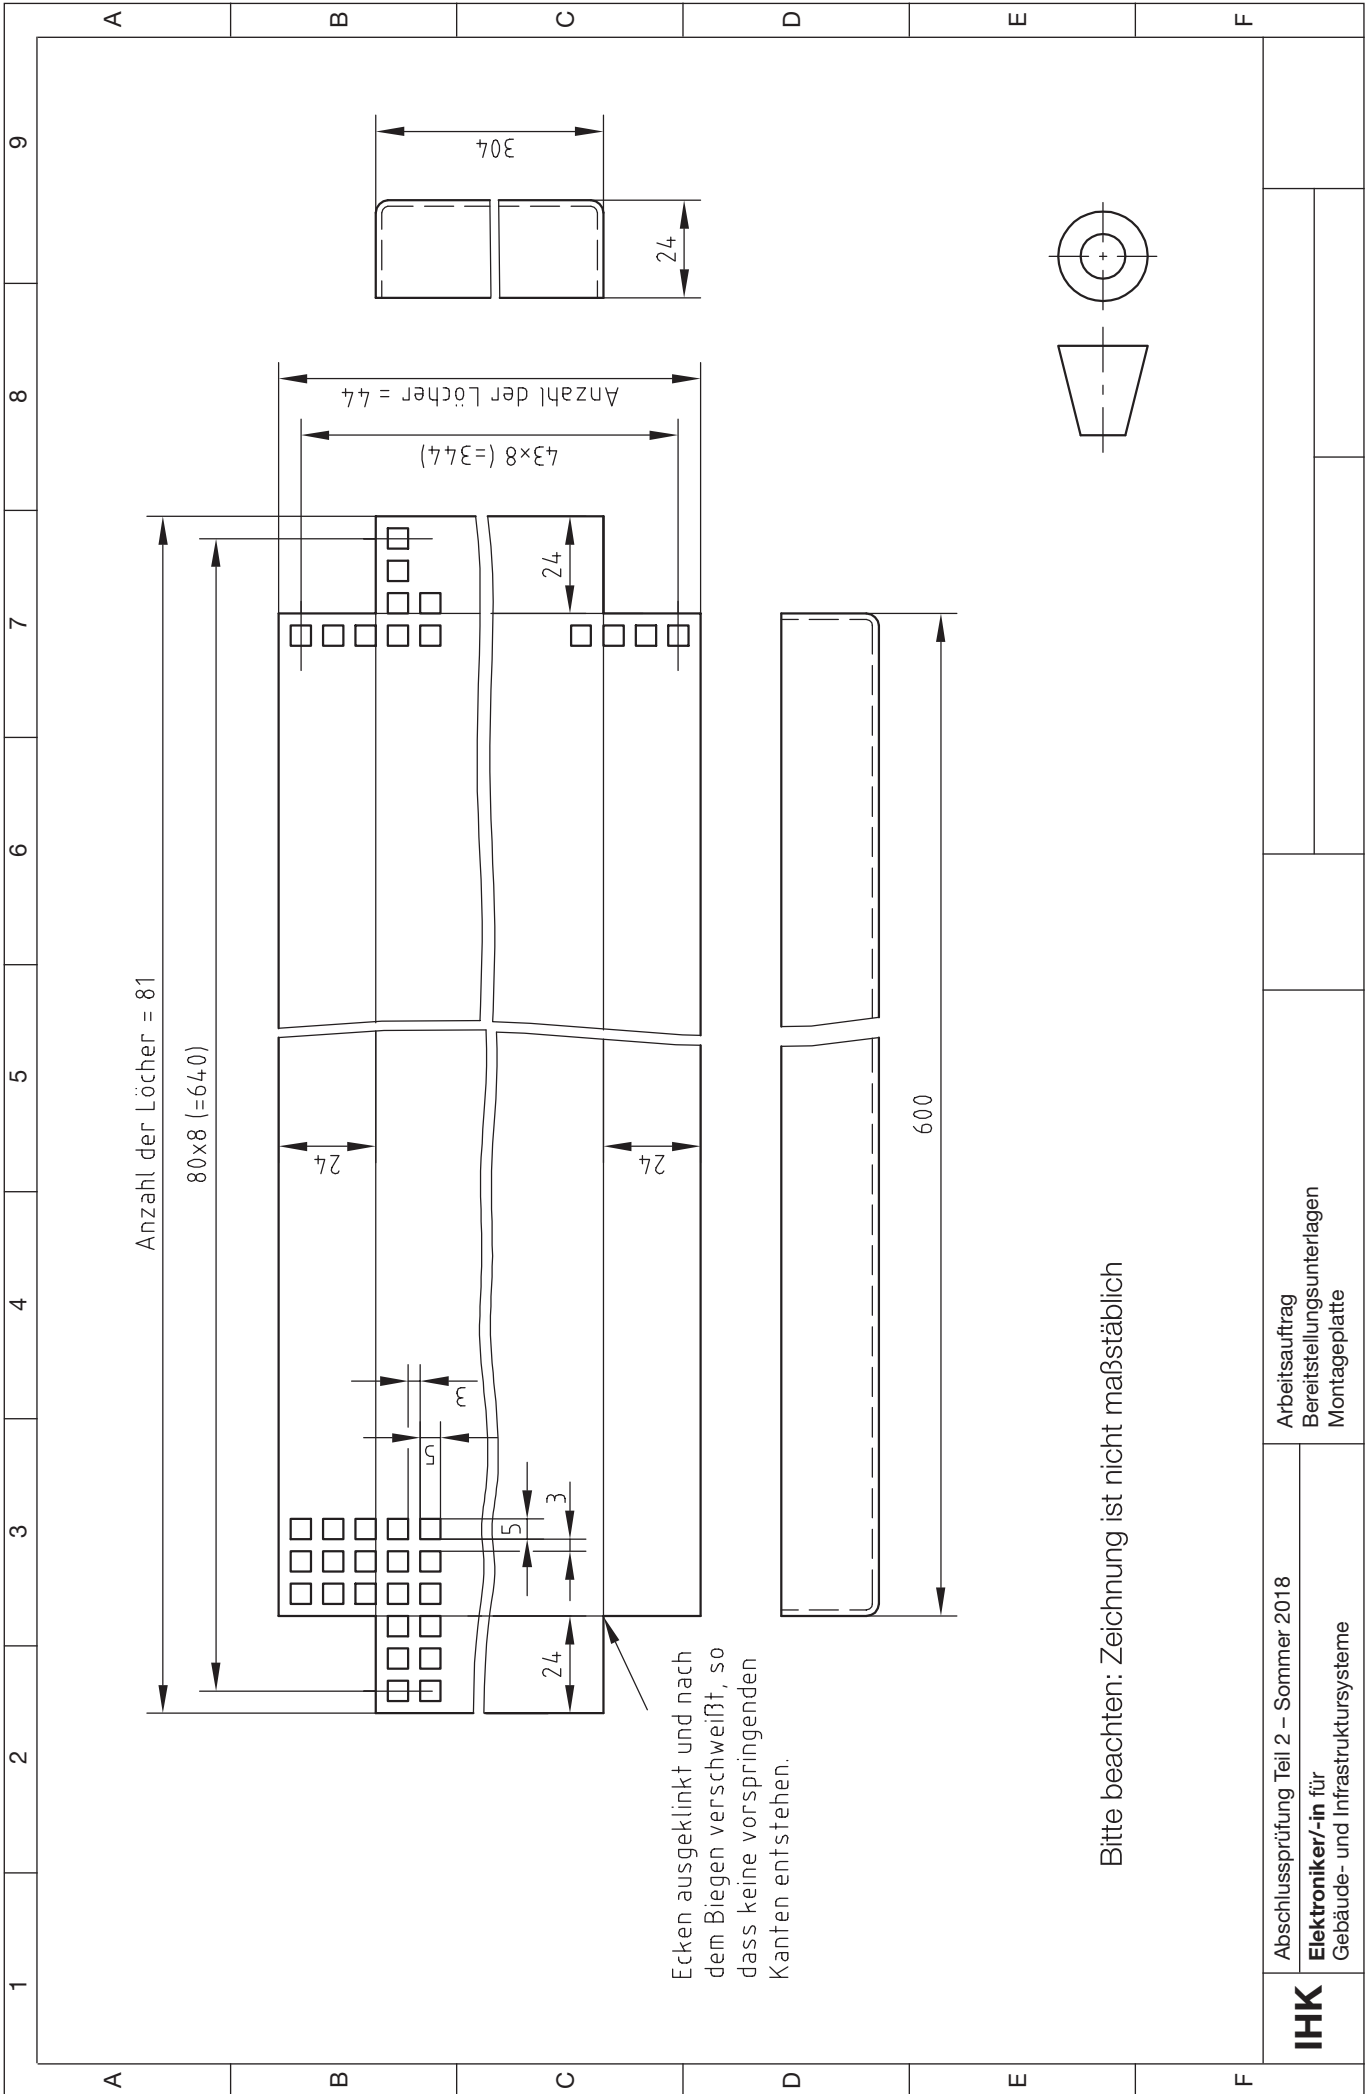 1
2
3
4
5
6
7
8
9
A
A
B
B
C
C
D
D
E
E
F
F
Anzahl der Löcher = 81
80x8 (=640)
24
24
3
5
5
3
24
24
43×8 (=344)
Anzahl der Löcher = 44
304
24
600
Ecken ausgeklinkt und nach
dem Biegen verschweißt, so
dass keine vorspringenden
Kanten entstehen.
Bitte beachten: Zeichnung ist nicht maßstäblich
IHK
Abschlussprüfung Teil 2 – Sommer 2018
Elektroniker/-in für
Gebäude- und Infrastruktursysteme
Arbeitsauftrag
Bereitstellungsunterlagen
Montageplatte